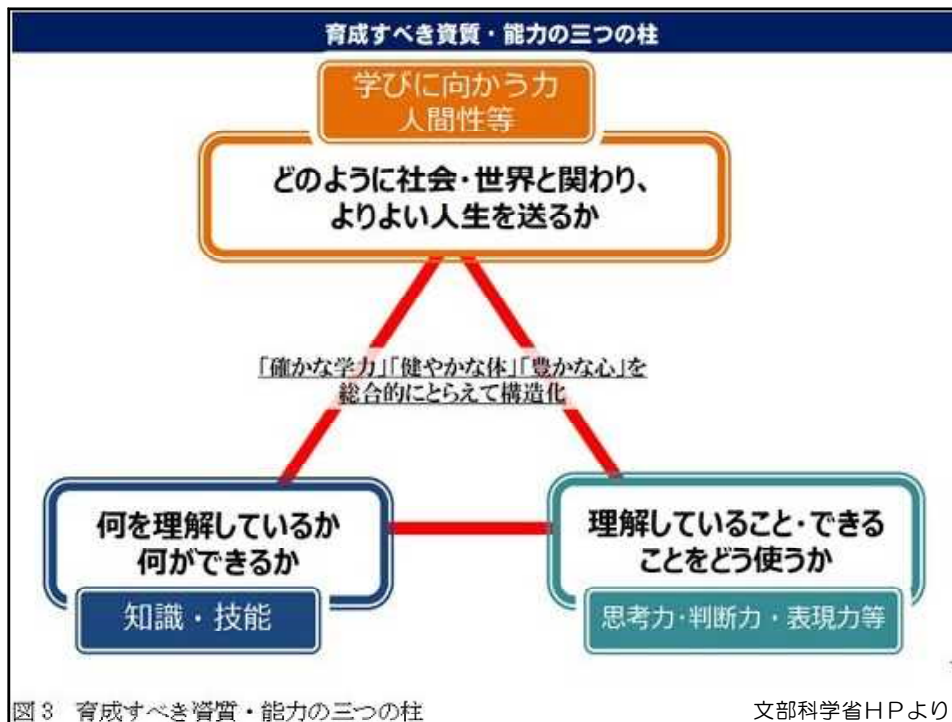 育成すべき資質・能力の三つの柱
学びに向かう力
人間性等
どのように社会・世界と関わり、
よりよい人生を送るか
「確かな学力」「健やかな体」「豊かな心」を
総合的にとらえて構造化
何を理解しているか
何ができるか
知識・技能
理解していること・できる
ことをどう使うか
思考力・判断力・表現力等
図3 育成すべき資質・能力の三つの柱
文部科学省HPより